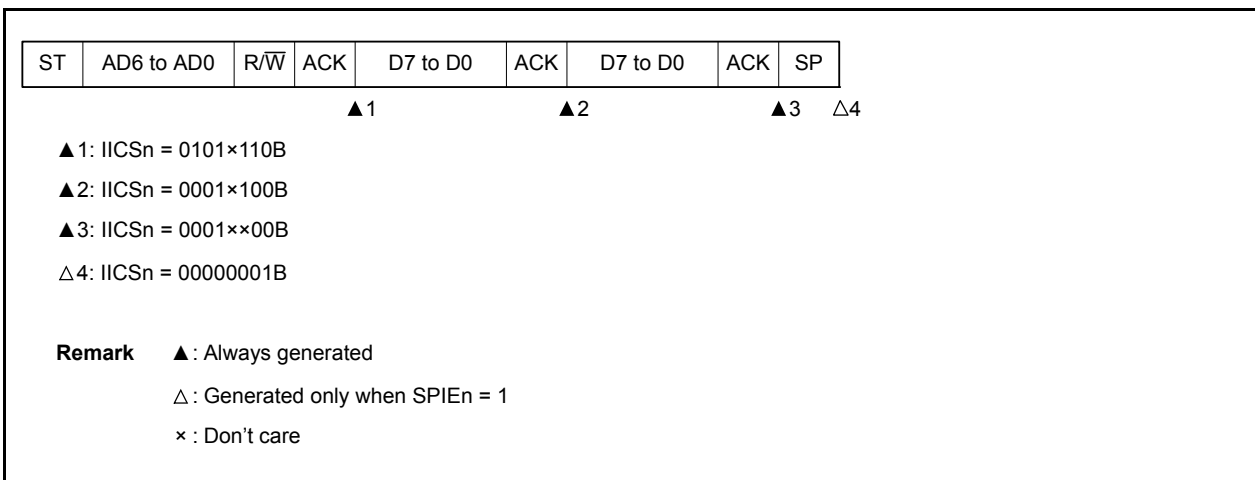 ST AD6 to AD0 R/W̅ ACK D7 to D0 ACK D7 to D0 ACK SP
▲1 ▲2 ▲3 △4
▲1: IICSn = 0101×110B
▲2: IICSn = 0001×100B
▲3: IICSn = 0001××00B
△4: IICSn = 00000001B
Remark ▲: Always generated
△: Generated only when SPIEn = 1
×: Don't care